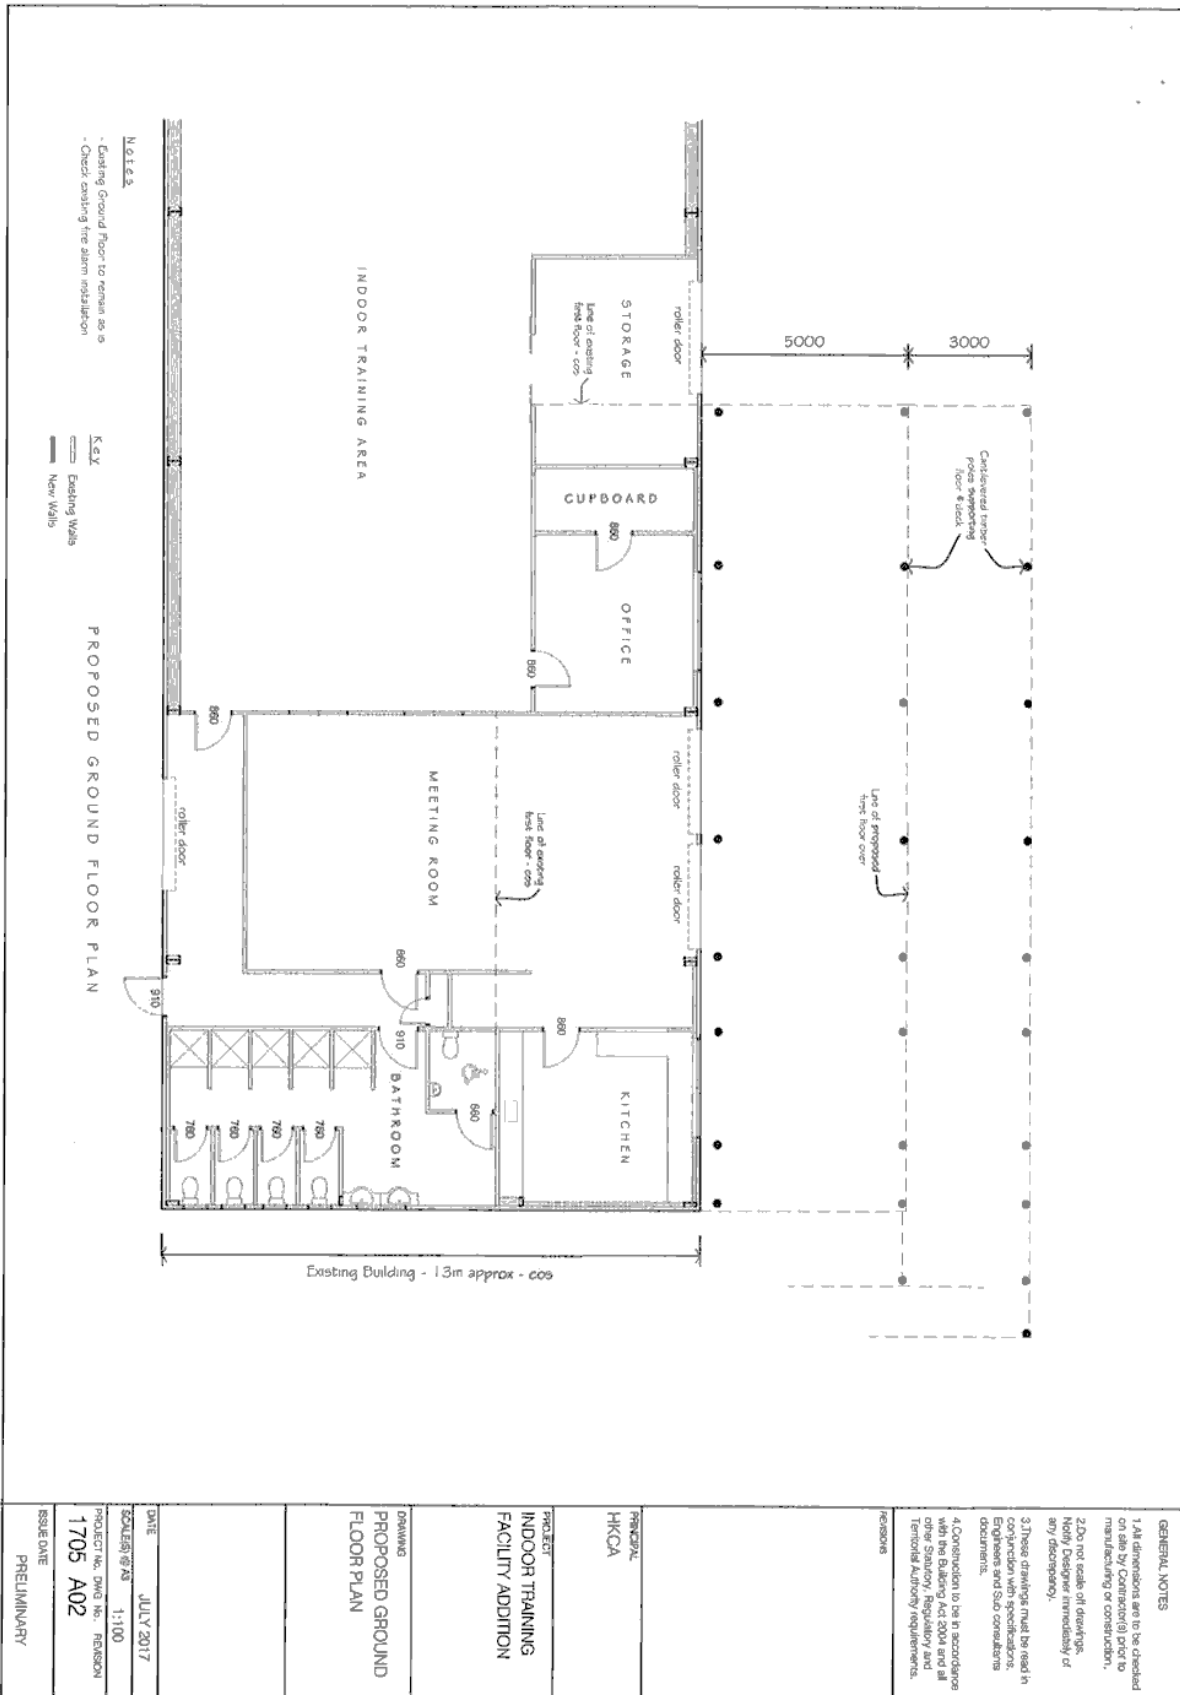 Notes
- Existing Ground Floor to remain as is
- Check existing fire alarm installation
Key
Existing Walls
New Walls
PROPOSED GROUND FLOOR PLAN
INDOOR TRAINING AREA
STORAGE
roller door
Line of existing
first floor - cos
CUPBOARD
860
OFFICE
860
860
MEETING ROOM
roller door
roller door
roller door
Line of existing
first floor - cos
860
910
910
860
BATHROOM
660
KITCHEN
760
760
760
760
5000
3000
Cantilevered timber
poles supporting
floor & deck
Line of proposed
first floor over
Existing Building - 13m approx - cos
GENERAL NOTES
1.All dimensions are to be checked
on site by Contractor(s) prior to
manufacturing or construction.
2.Do not scale off drawings.
Notify Designer immediately of
any discrepancy.
3.These drawings must be read in
conjunction with specifications,
Engineers and Sub consultants
documents.
4.Construction to be in accordance
with the Building Act 2004 and all
other Statutory, Regulatory and
Territorial Authority requirements.
REVISIONS
PRINCIPAL
HKCA
PROJECT
INDOOR TRAINING
FACILITY ADDITION
DRAWING
PROPOSED GROUND
FLOOR PLAN
DATE
JULY 2017
SCALE(S) @ A3
1:100
PROJECT No. DWG No. REVISION
1705 A02
ISSUE DATE
PRELIMINARY